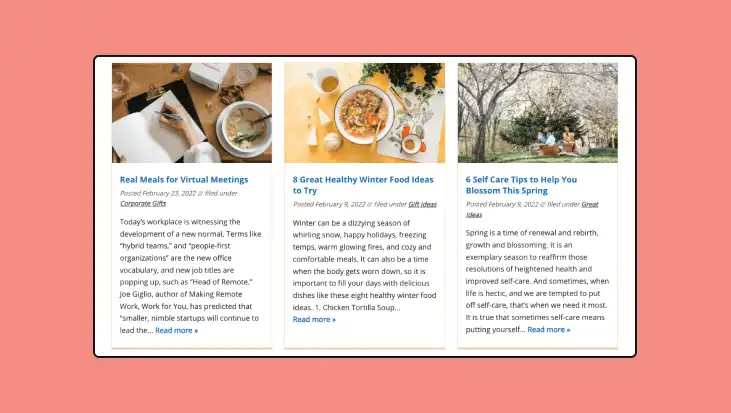 Real Meals for Virtual Meetings
Posted February 23, 2022 // filed under
Corporate Gifts
Today's workplace is witnessing the
development of a new normal. Terms like
"hybrid teams," and "people-first
organizations" are the new office
vocabulary, and new job titles are
popping up, such as "Head of Remote."
Joe Giglio, author of Making Remote
Work, Work for You, has predicted that
"smaller, nimble startups will continue to
lead the... Read more »
8 Great Healthy Winter Food Ideas
to Try
Posted February 9, 2022 // filed under Gift Ideas
Winter can be a dizzying season of
whirling snow, happy holidays, freezing
temps, warm glowing fires, and cozy and
comfortable meals. It can also be a time
when the body gets worn down, so it is
important to fill your days with delicious
dishes like these eight healthy winter food
ideas. 1. Chicken Tortilla Soup...
Read more »
6 Self Care Tips to Help You
Blossom This Spring
Posted February 9, 2022 // filed under Great
Ideas
Spring is a time of renewal and rebirth,
growth and blossoming. It is an
exemplary season to reaffirm those
resolutions of heightened health and
improved self-care. And sometimes, when
life is hectic, and we are tempted to put
off self-care, that's when we need it most.
It is true that sometimes self-care means
putting yourself... Read more »